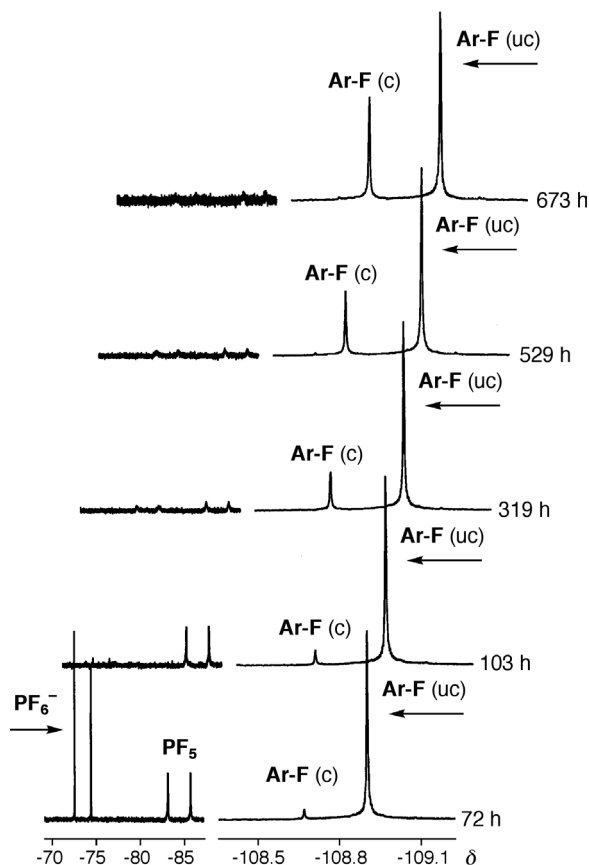 Ar-F (uc)
Ar-F (c)
673 h
Ar-F (uc)
Ar-F (c)
529 h
Ar-F (uc)
Ar-F (c)
319 h
Ar-F (uc)
Ar-F (c)
103 h
Ar-F (uc)
PF₆⁻
PF₅
Ar-F (c)
72 h
-70 -75 -80 -85 -108.5 -108.8 -109.1 δ